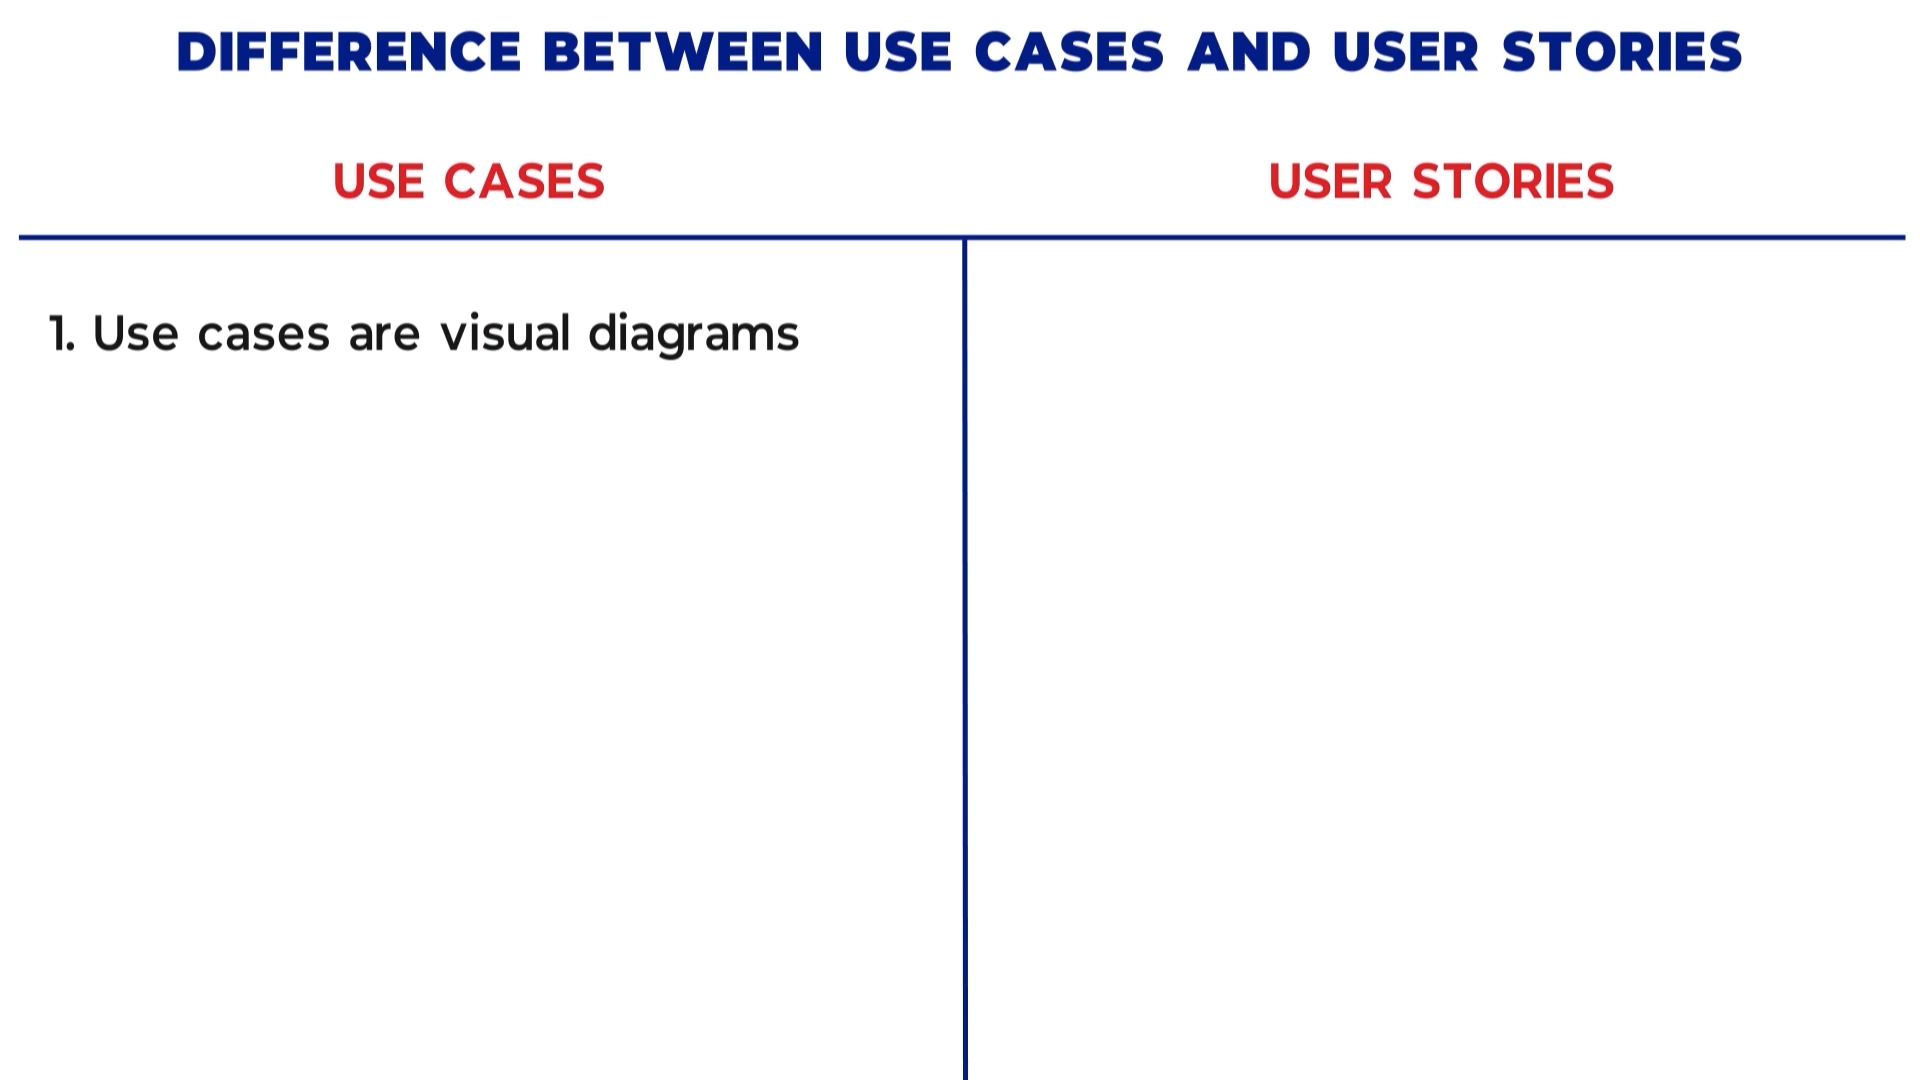 DIFFERENCE BETWEEN USE CASES AND USER STORIES
USE CASES
USER STORIES
1. Use cases are visual diagrams